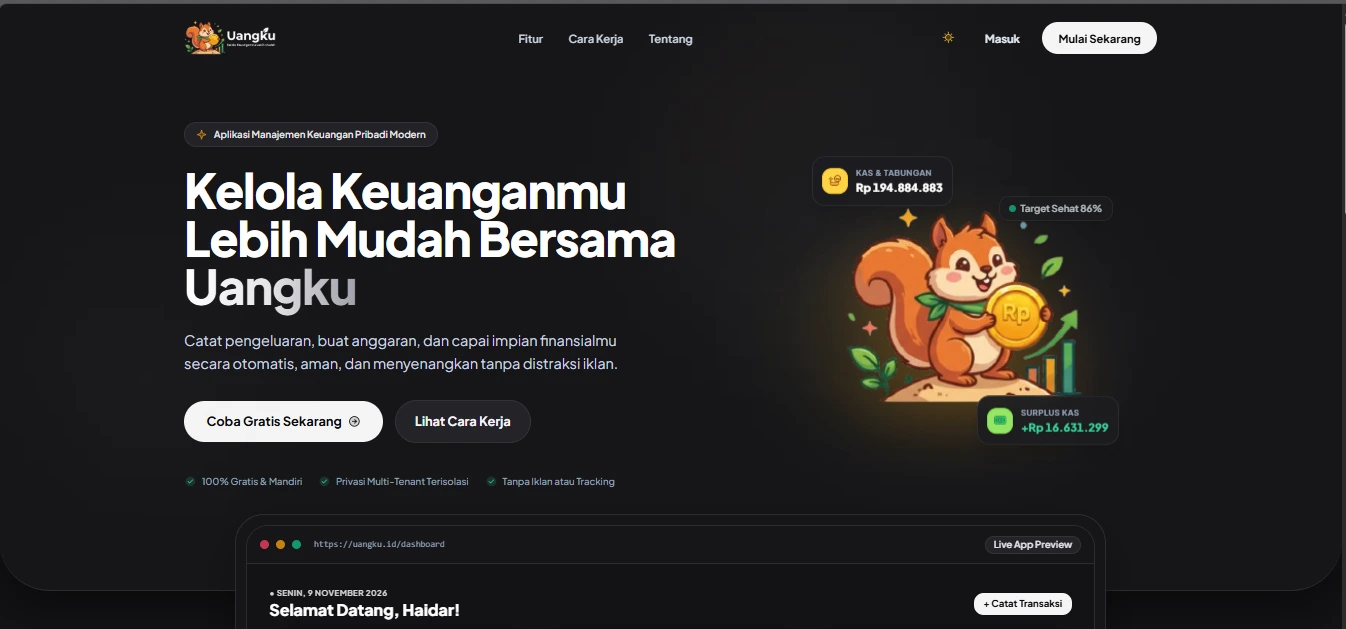 Uangku
Fitur
Cara Kerja
Tentang
Masuk
Mulai Sekarang
Aplikasi Manajemen Keuangan Pribadi Modern
Kelola Keuanganmu
Lebih Mudah Bersama
Uangku
Catat pengeluaran, buat anggaran, dan capai impian finansialmu
secara otomatis, aman, dan menyenangkan tanpa distraksi iklan.
Coba Gratis Sekarang
Lihat Cara Kerja
100% Gratis & Mandiri
Privasi Multi-Tenant Terisolasi
Tanpa Iklan atau Tracking
KAS & TABUNGAN
Rp 194.884.883
Target Sehat 86%
Rp
SURPLUS KAS
+Rp 16.631.299
https://uangku.id/dashboard
Live App Preview
• SENIN, 9 NOVEMBER 2026
Selamat Datang, Haidar!
+ Catat Transaksi